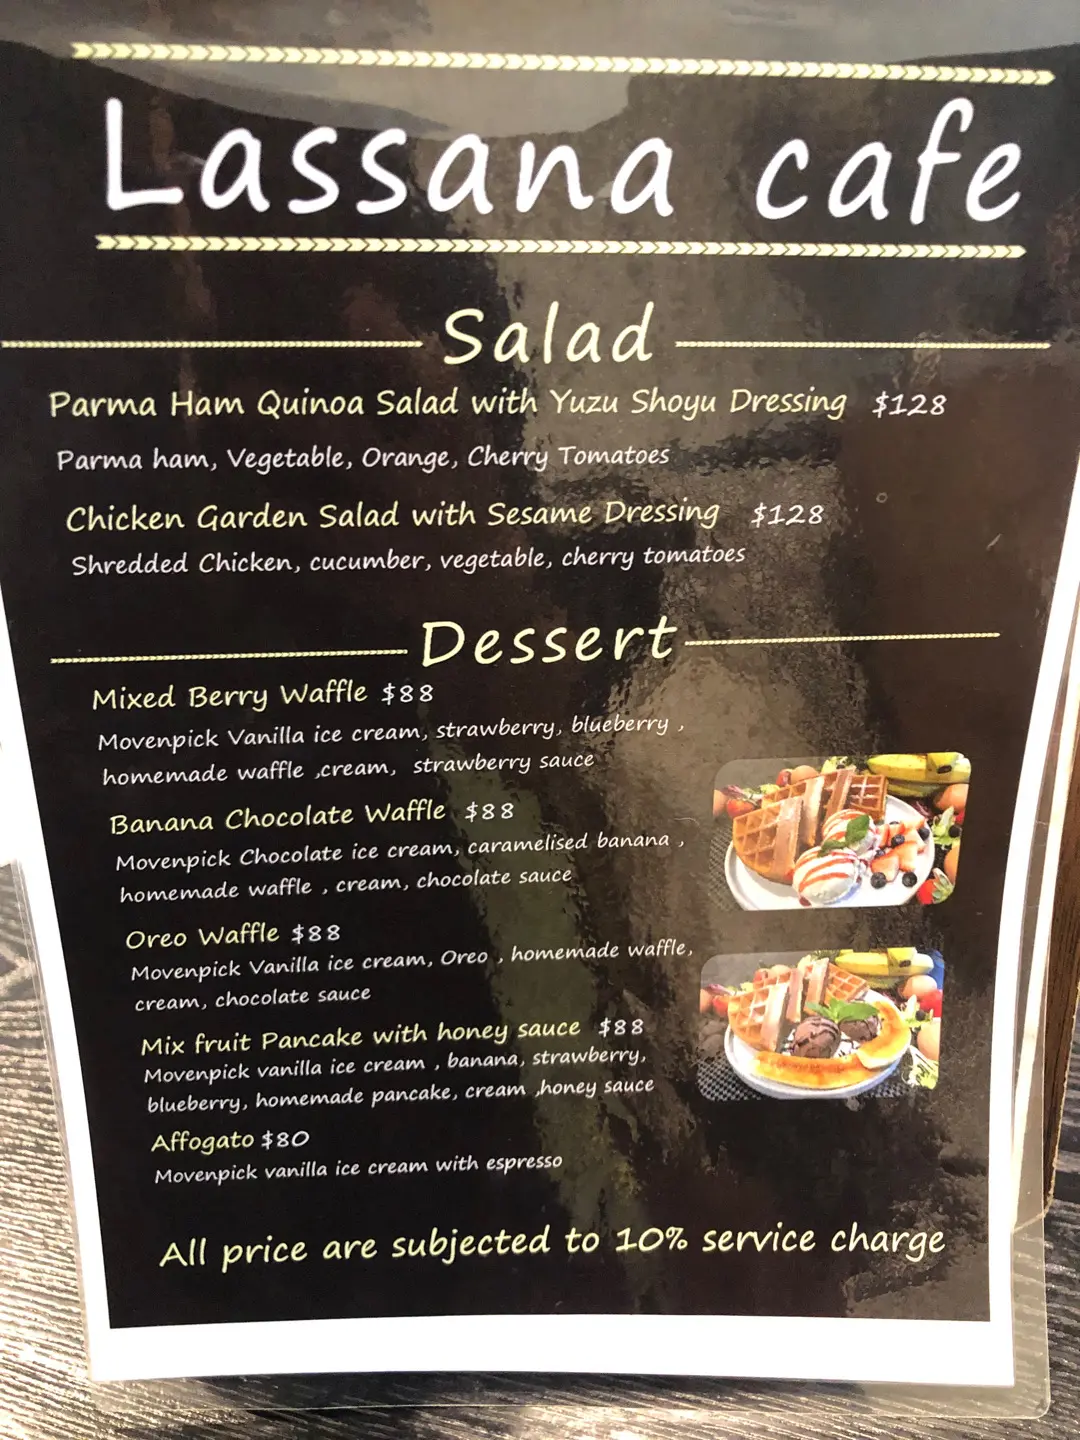 Lassana cafe
Salad
Parma Ham Quinoa Salad with Yuzu Shoyu Dressing $128
Parma ham, Vegetable, Orange, Cherry Tomatoes
Chicken Garden Salad with Sesame Dressing $128
Shredded Chicken, cucumber, vegetable, cherry tomatoes
Dessert
Mixed Berry Waffle $88
Movenpick Vanilla ice cream, strawberry, blueberry ,
homemade waffle ,cream, strawberry sauce
Banana Chocolate Waffle $88
Movenpick Chocolate ice cream, caramelised banana ,
homemade waffle , cream, chocolate sauce
Oreo Waffle $88
Movenpick Vanilla ice cream, Oreo , homemade waffle,
cream, chocolate sauce
Mix fruit Pancake with honey sauce $88
Movenpick vanilla ice cream , banana, strawberry,
blueberry, homemade pancake, cream ,honey sauce
Affogato $80
Movenpick vanilla ice cream with espresso
All price are subjected to 10% service charge